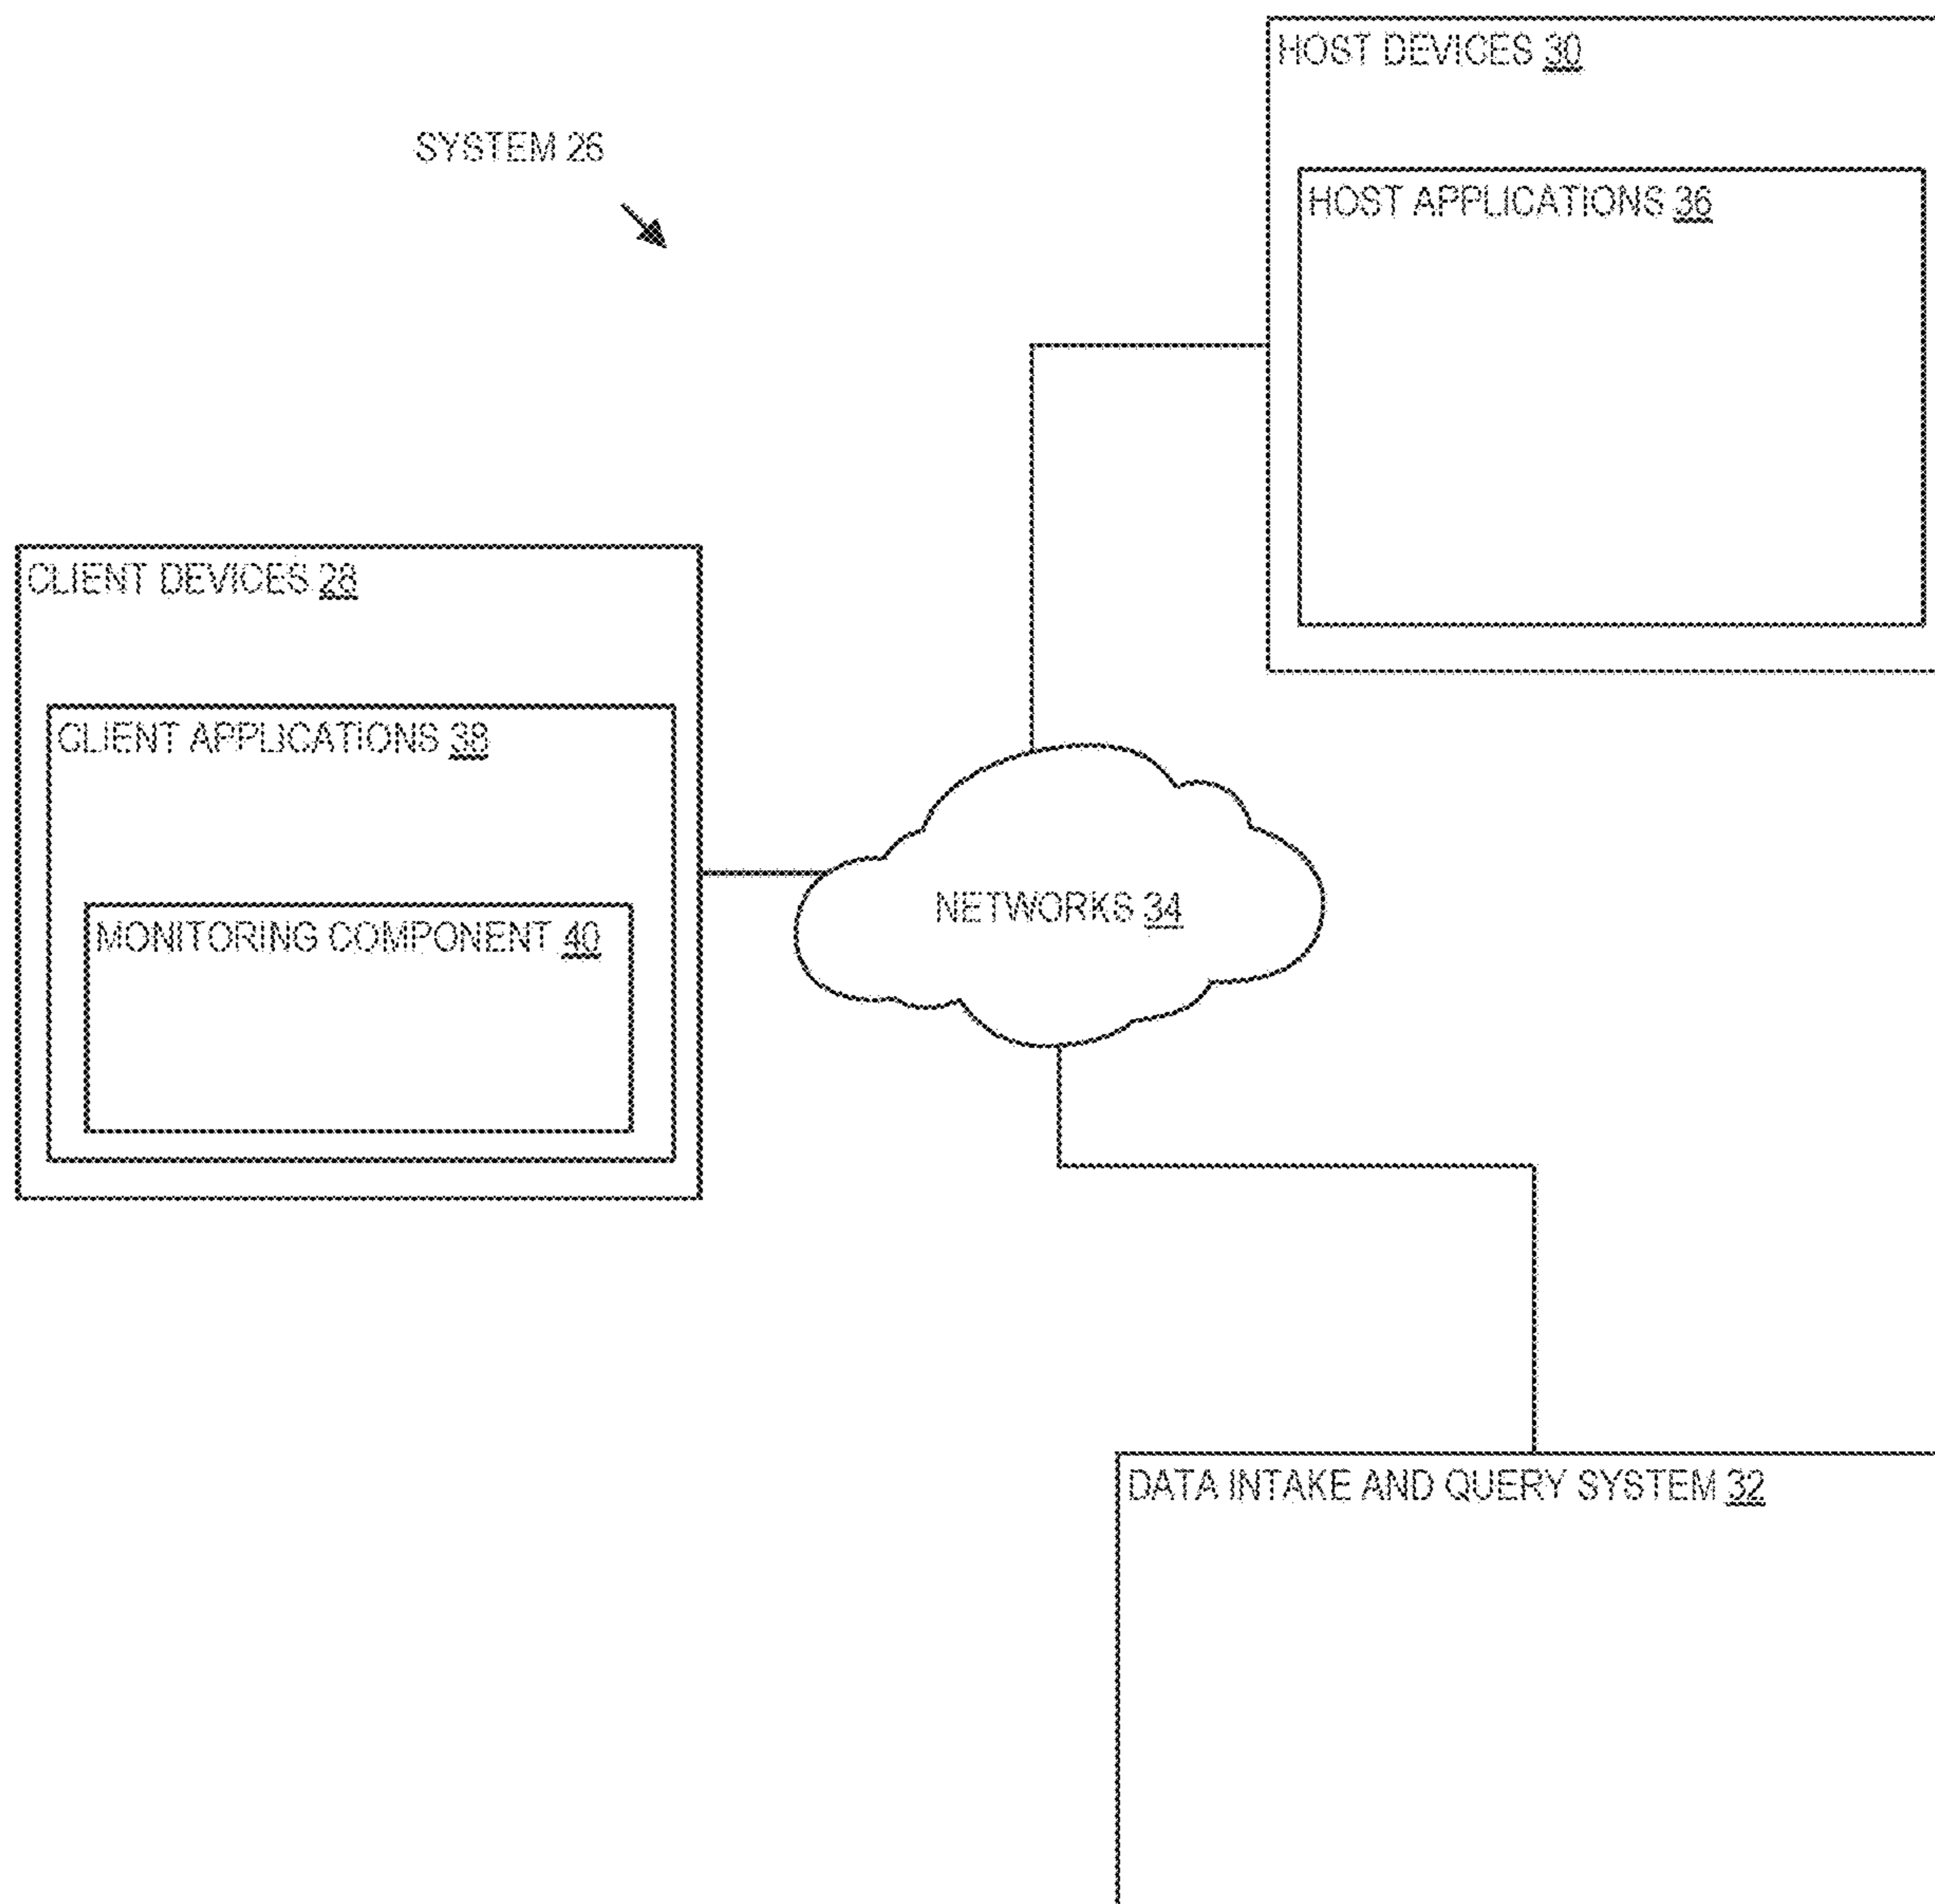 HOST DEVICES 30
SYSTEM 26
HOST APPLICATIONS 36
CLIENT DEVICES 28
CLIENT APPLICATIONS 38
MONITORING COMPONENT 40
NETWORKS 34
DATA INTAKE AND QUERY SYSTEM 32